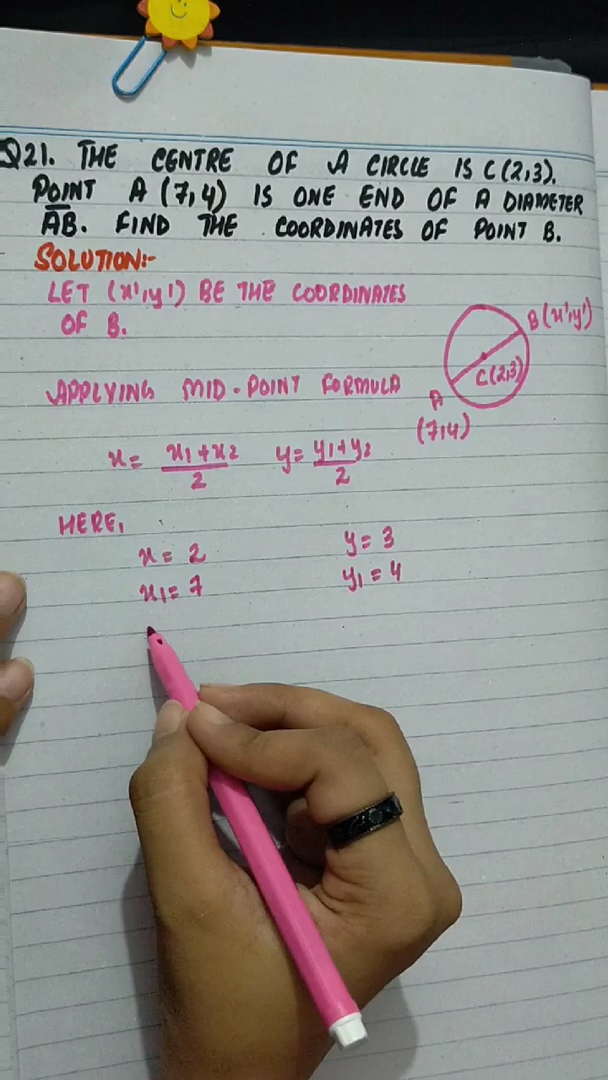 Q21. THE CENTRE OF A CIRCLE IS C(2,3).
POINT A (7,4) IS ONE END OF A DIAMETER
AB. FIND THE COORDINATES OF POINT B.
SOLUTION:-
LET (x',y') BE THE COORDINATES
OF B.
B(x',y')
C(2,3)
A
(7,4)
APPLYING MID-POINT FORMULA
x= x1+x2/2 y= y1+y2/2
HERE,
x= 2 y= 3
x1= 7 y1= 4